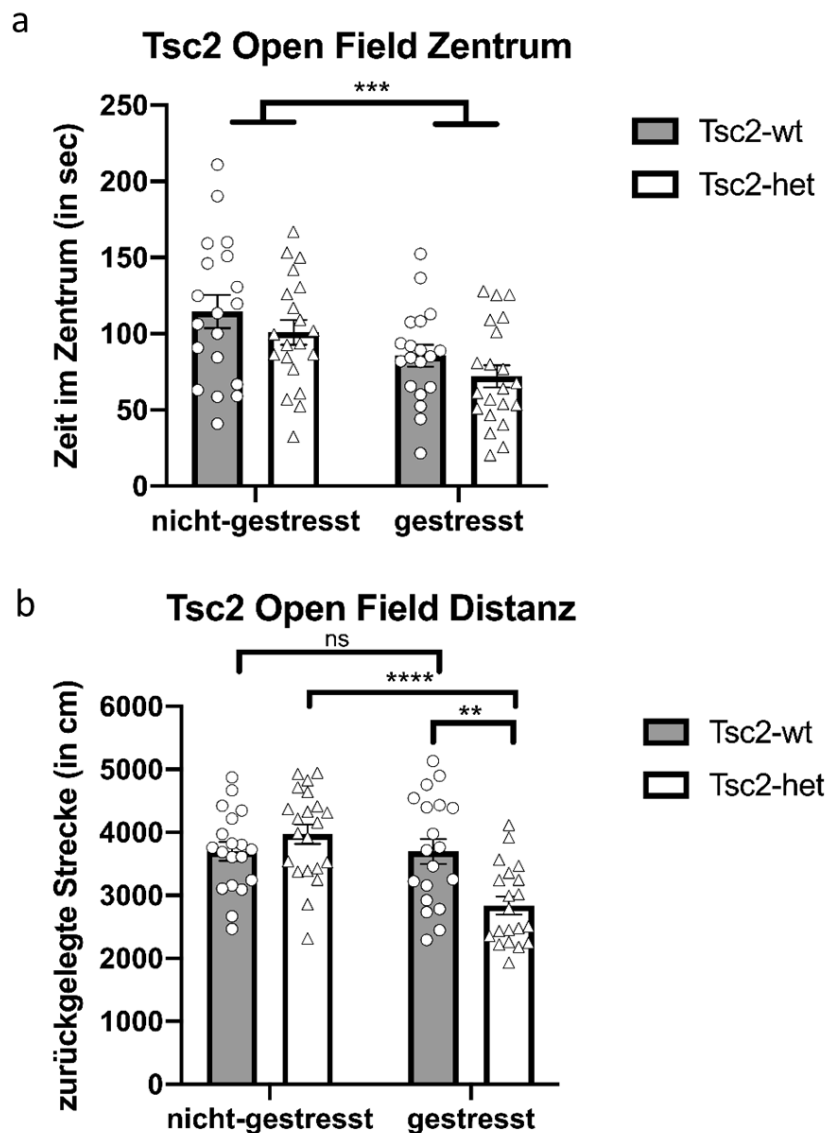 a
Tsc2 Open Field Zentrum
***
250
200
150
100
50
0
Zeit im Zentrum (in sec)
nicht-gestresst gestresst
Tsc2-wt
Tsc2-het
b
Tsc2 Open Field Distanz
ns
****
**
6000
5000
4000
3000
2000
1000
0
zurückgelegte Strecke (in cm)
nicht-gestresst gestresst
Tsc2-wt
Tsc2-het